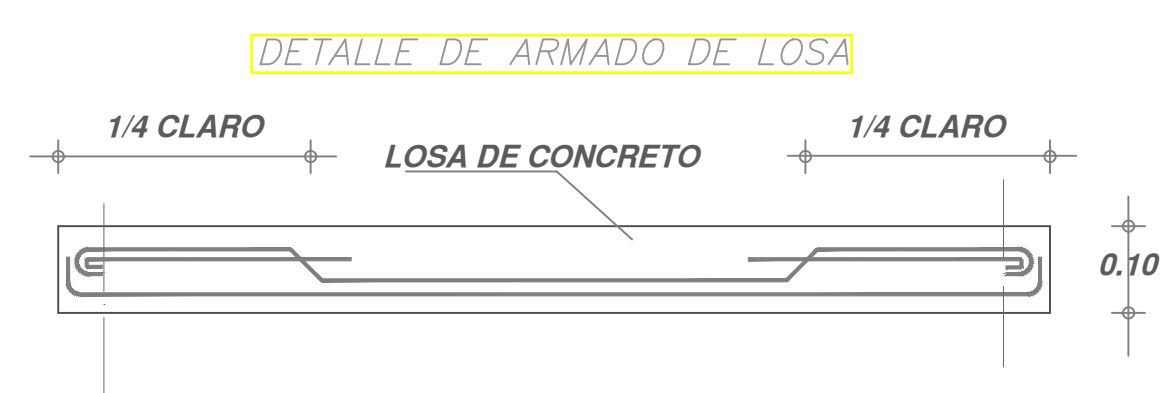 DETALLE DE ARMADO DE LOSA
1/4 CLARO
1/4 CLARO
LOSA DE CONCRETO
0.10